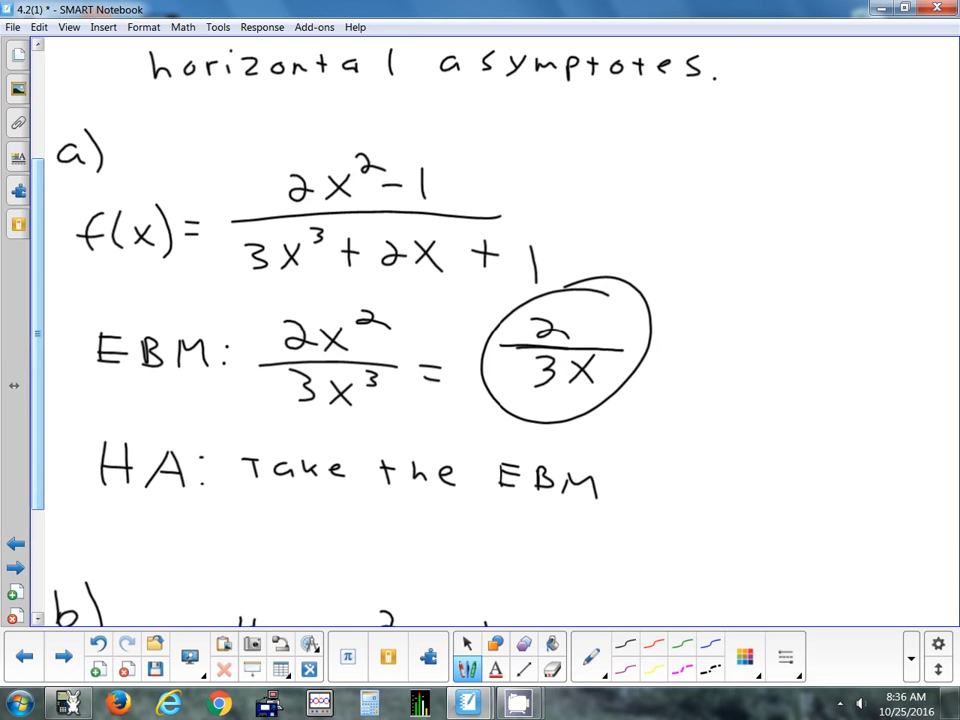 4.2(1) * - SMART Notebook
File Edit View Insert Format Math Tools Response Add-ons Help
horizontal asymptotes.
a)
f(x) = (2x² - 1)/(3x³ + 2x + 1)
EBM: 2x²/3x³ = 2/3x
HA: Take the EBM
b)
8:36 AM
10/25/2016